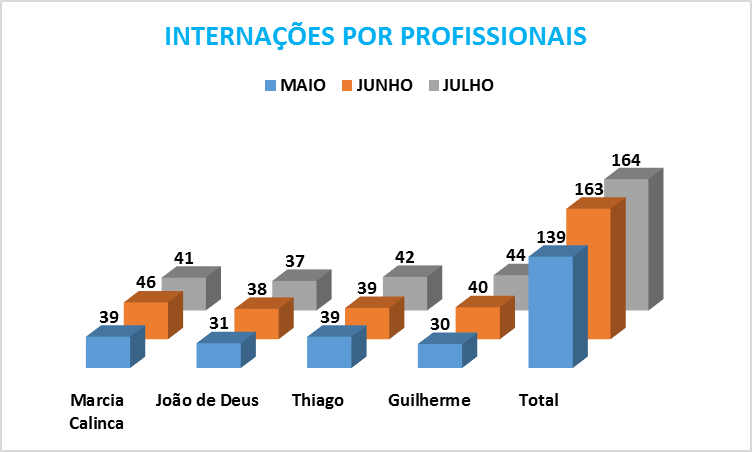 INTERNAÇÕES POR PROFISSIONAIS
MAIO JUNHO JULHO
164
163
139
41 37 42 44
46 38 39 40
39 31 39 30
Marcia João de Deus Thiago Guilherme Total
Calinca